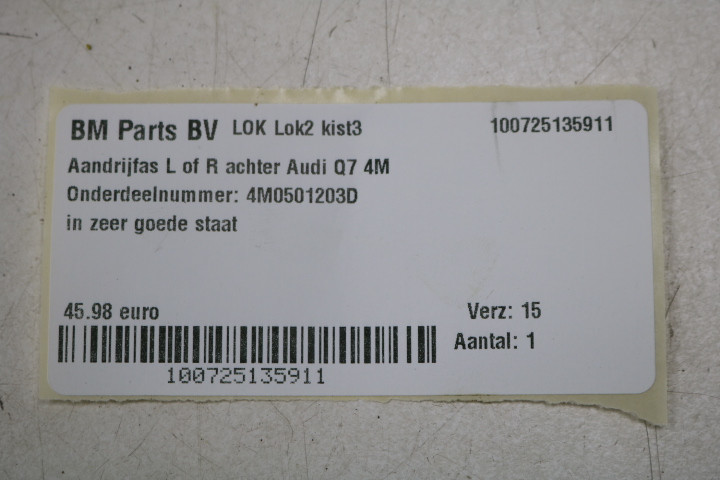 BM Parts BV LOK Lok2 kist3 100725135911
Aandrijfas L of R achter Audi Q7 4M
Onderdeelnummer: 4M0501203D
in zeer goede staat
45.98 euro Verz: 15
Aantal: 1
100725135911